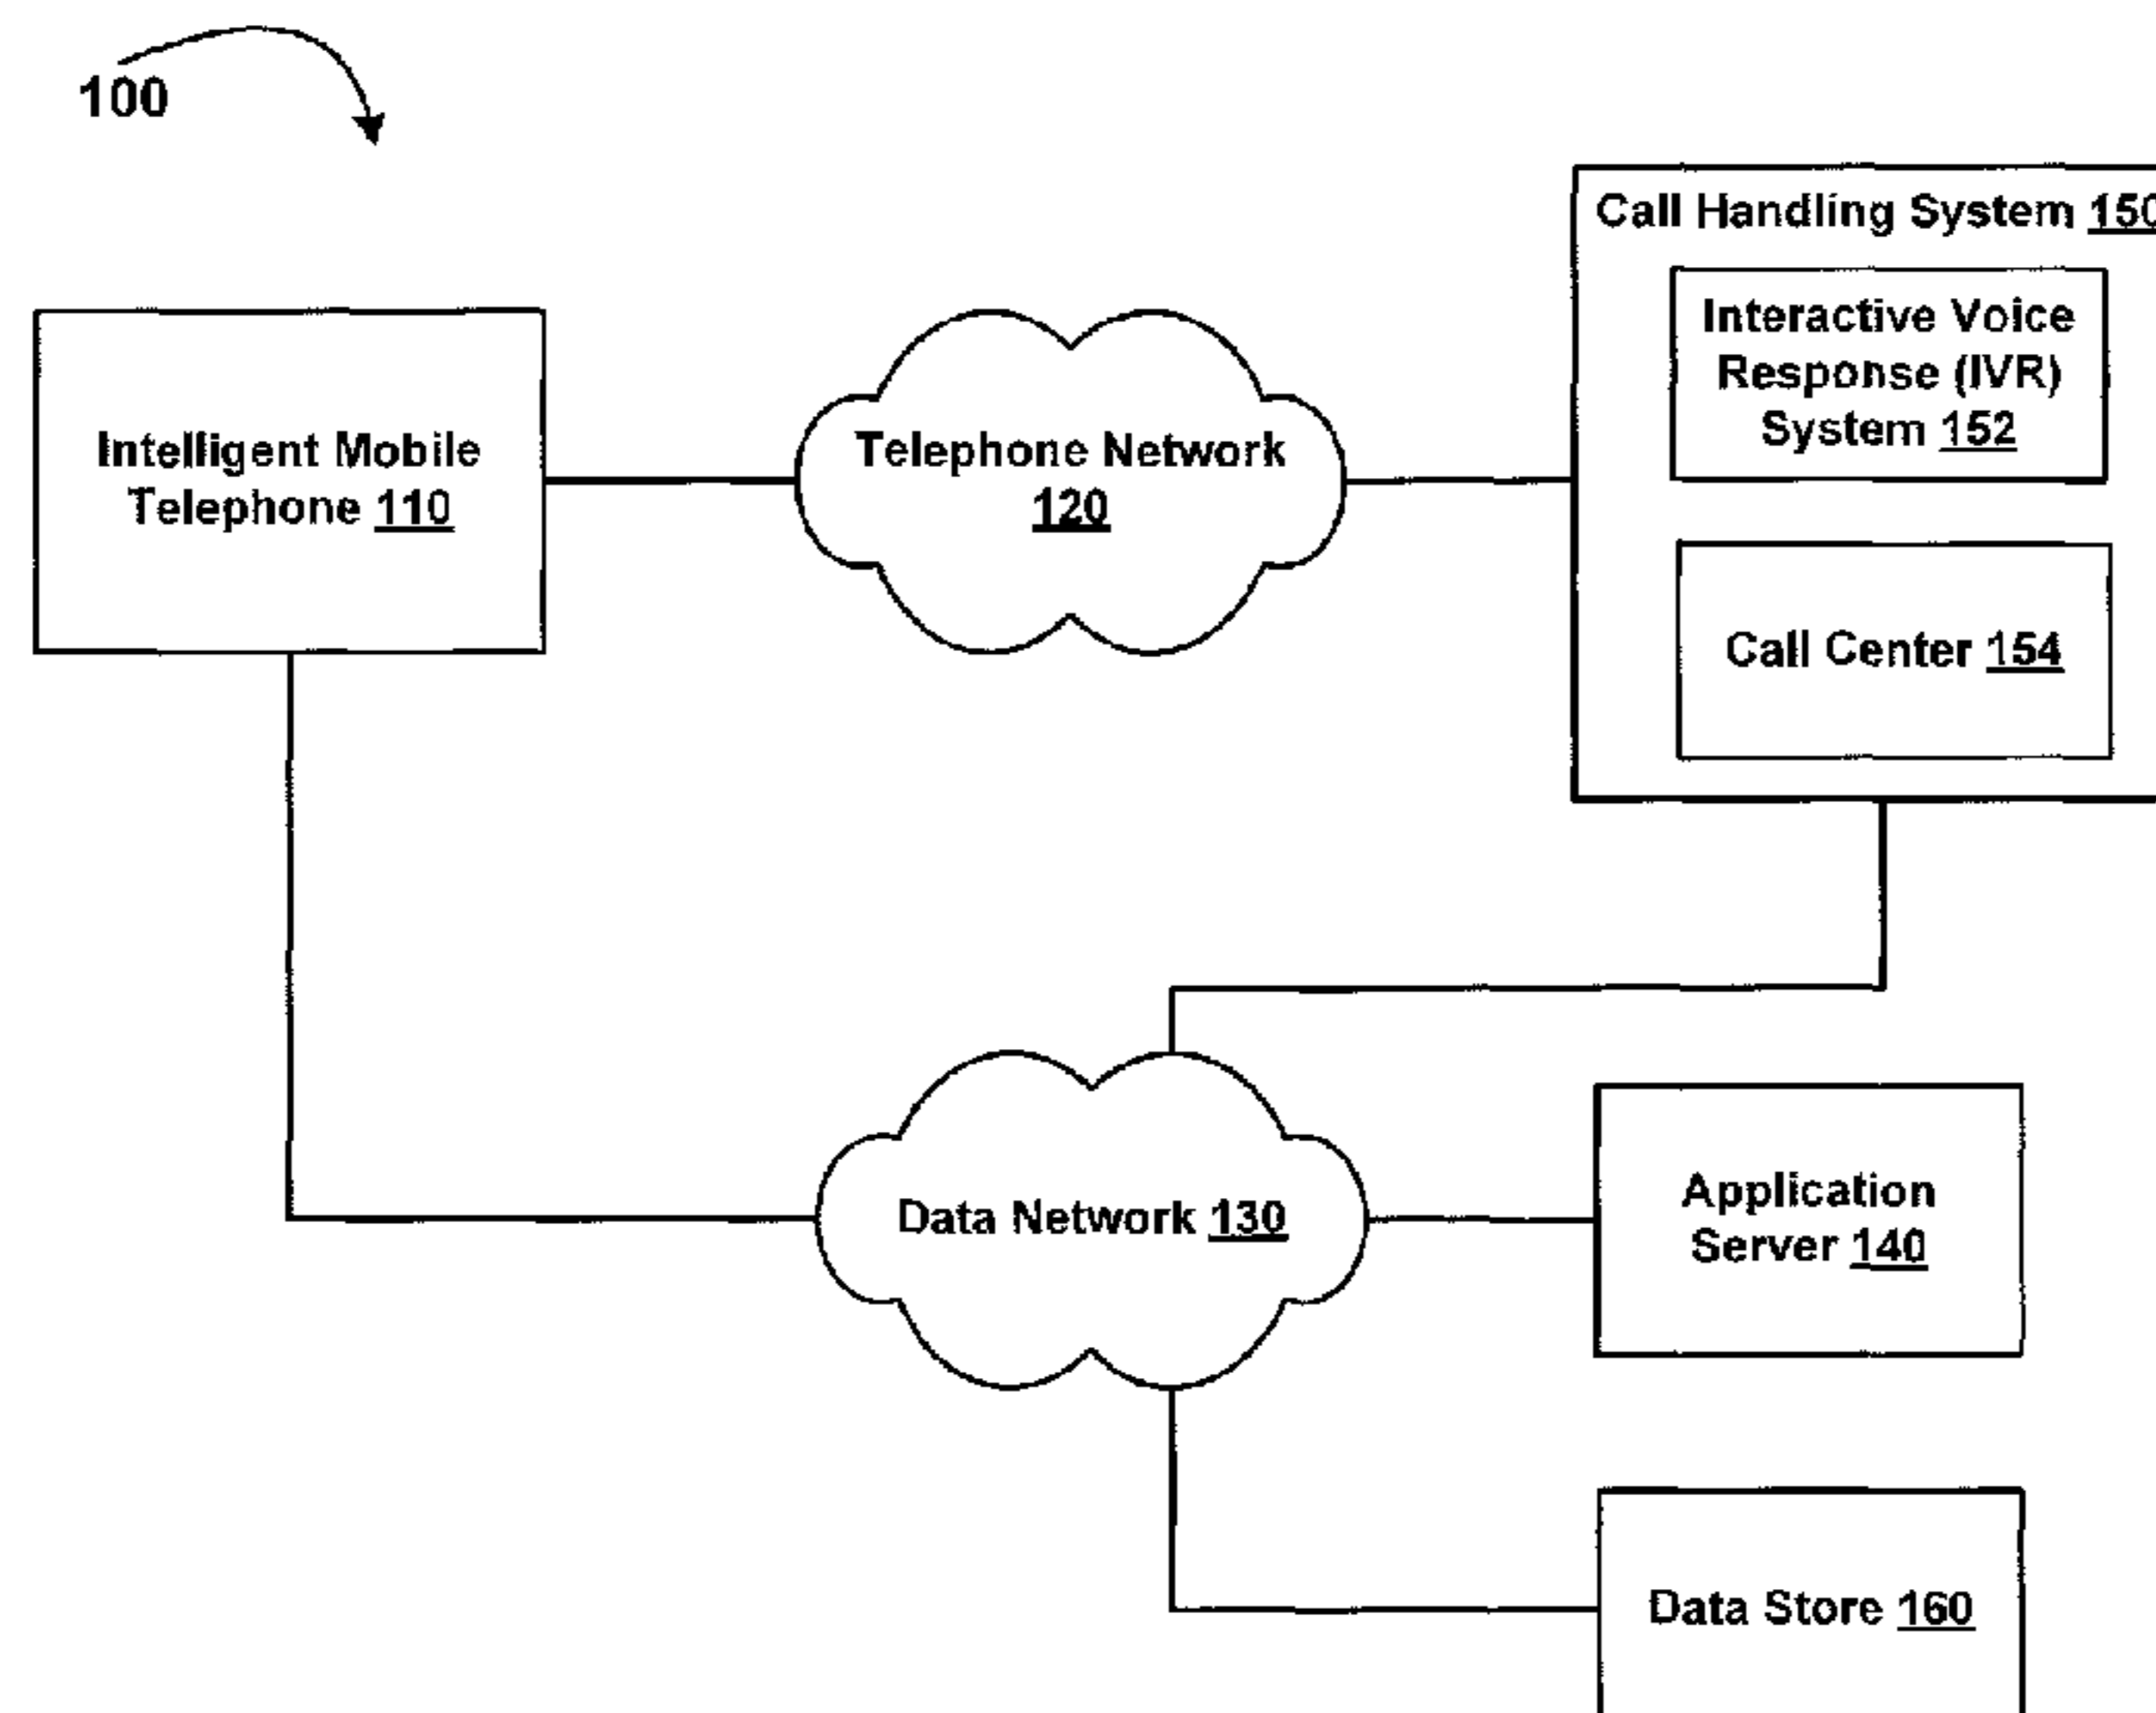 100
Call Handling System 150
Interactive Voice
Response (IVR)
System 152
Intelligent Mobile
Telephone 110
Telephone Network
120
Call Center 154
Data Network 130
Application
Server 140
Data Store 160